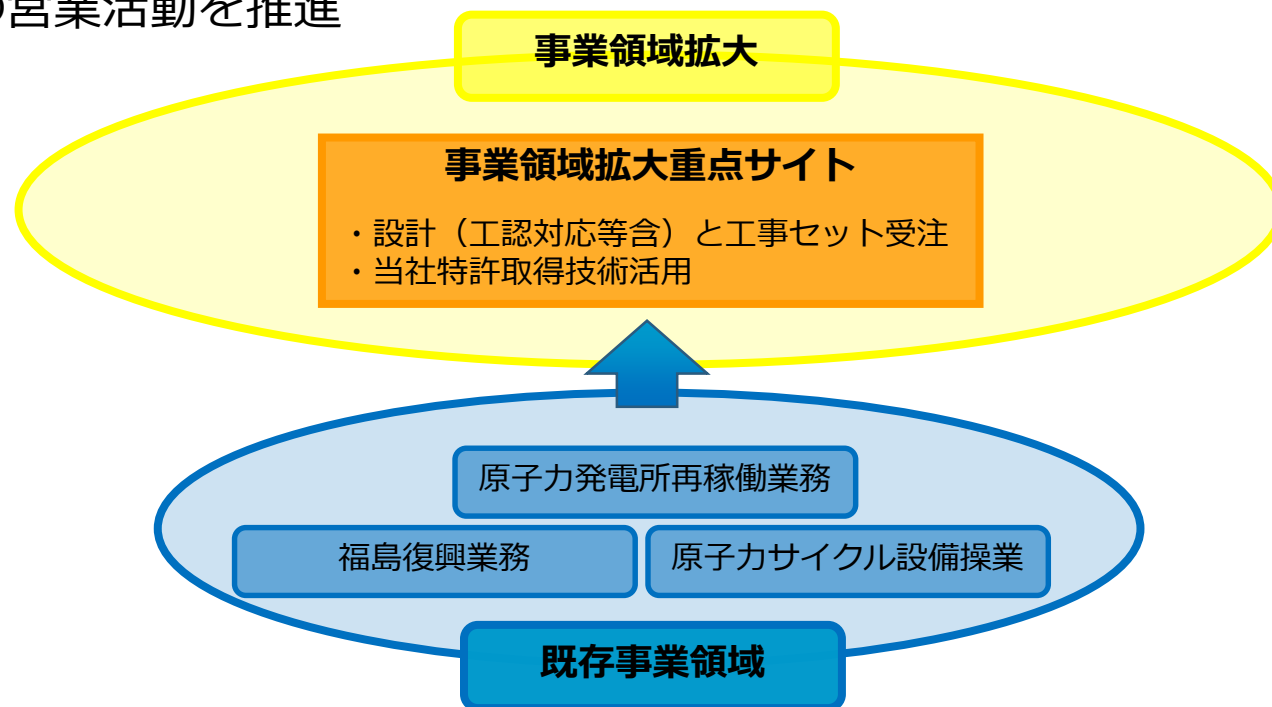 営業活動を推進
事業領域拡大
事業領域拡大重点サイト
・設計（工認対応等含）と工事セット受注
・当社特許取得技術活用
原子力発電所再稼働業務
福島復興業務
原子力サイクル設備操業
既存事業領域